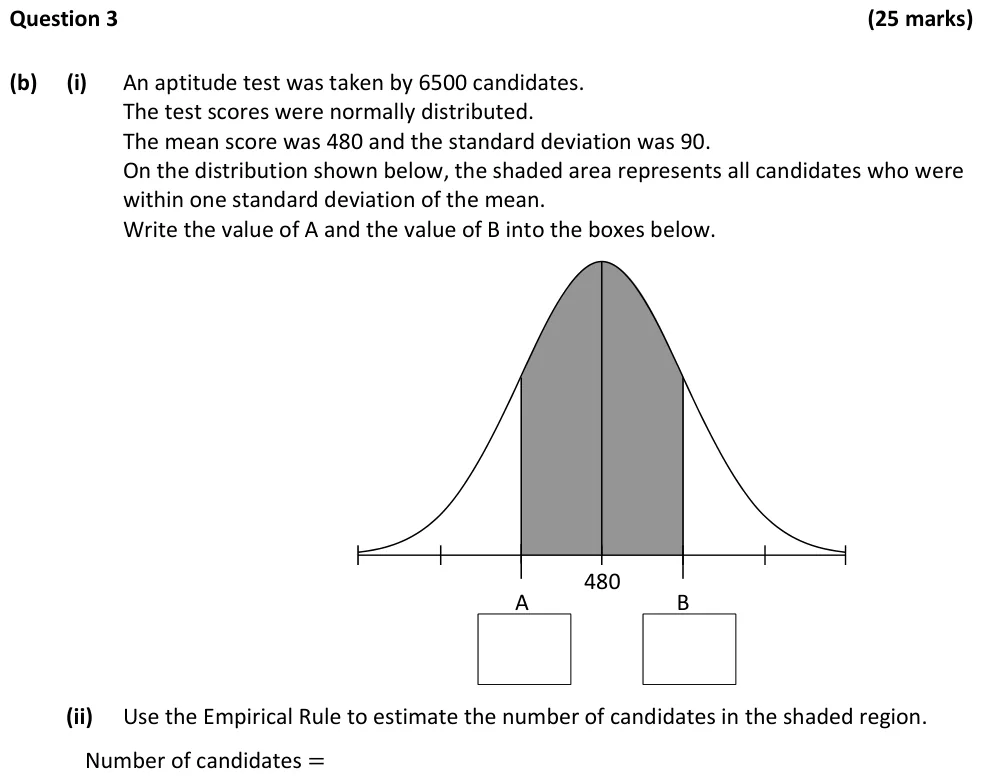 Question 3 (25 marks)
(b) (i) An aptitude test was taken by 6500 candidates.
The test scores were normally distributed.
The mean score was 480 and the standard deviation was 90.
On the distribution shown below, the shaded area represents all candidates who were
within one standard deviation of the mean.
Write the value of A and the value of B into the boxes below.
480
A B
(ii) Use the Empirical Rule to estimate the number of candidates in the shaded region.
Number of candidates =